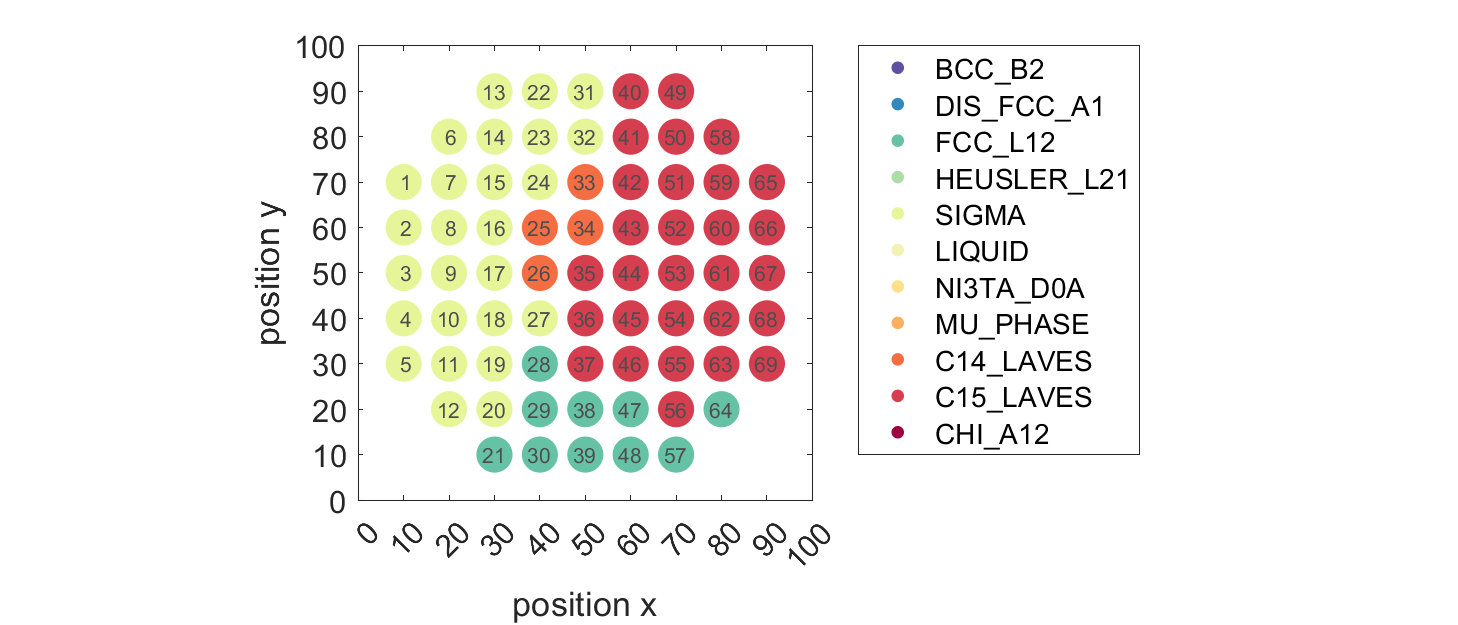 100
90
80
70
60
50
40
30
20
10
0
position y
13 22 31 40 49
6 14 23 32 41 50 58
1 7 15 24 33 42 51 59 65
2 8 16 25 34 43 52 60 66
3 9 17 26 35 44 53 61 67
4 10 18 27 36 45 54 62 68
5 11 19 28 37 46 55 63 69
12 20 29 38 47 56 64
21 30 39 48 57
0 10 20 30 40 50 60 70 80 90 100
position x
BCC_B2
DIS_FCC_A1
FCC_L12
HEUSLER_L21
SIGMA
LIQUID
NI3TA_D0A
MU_PHASE
C14_LAVES
C15_LAVES
CHI_A12